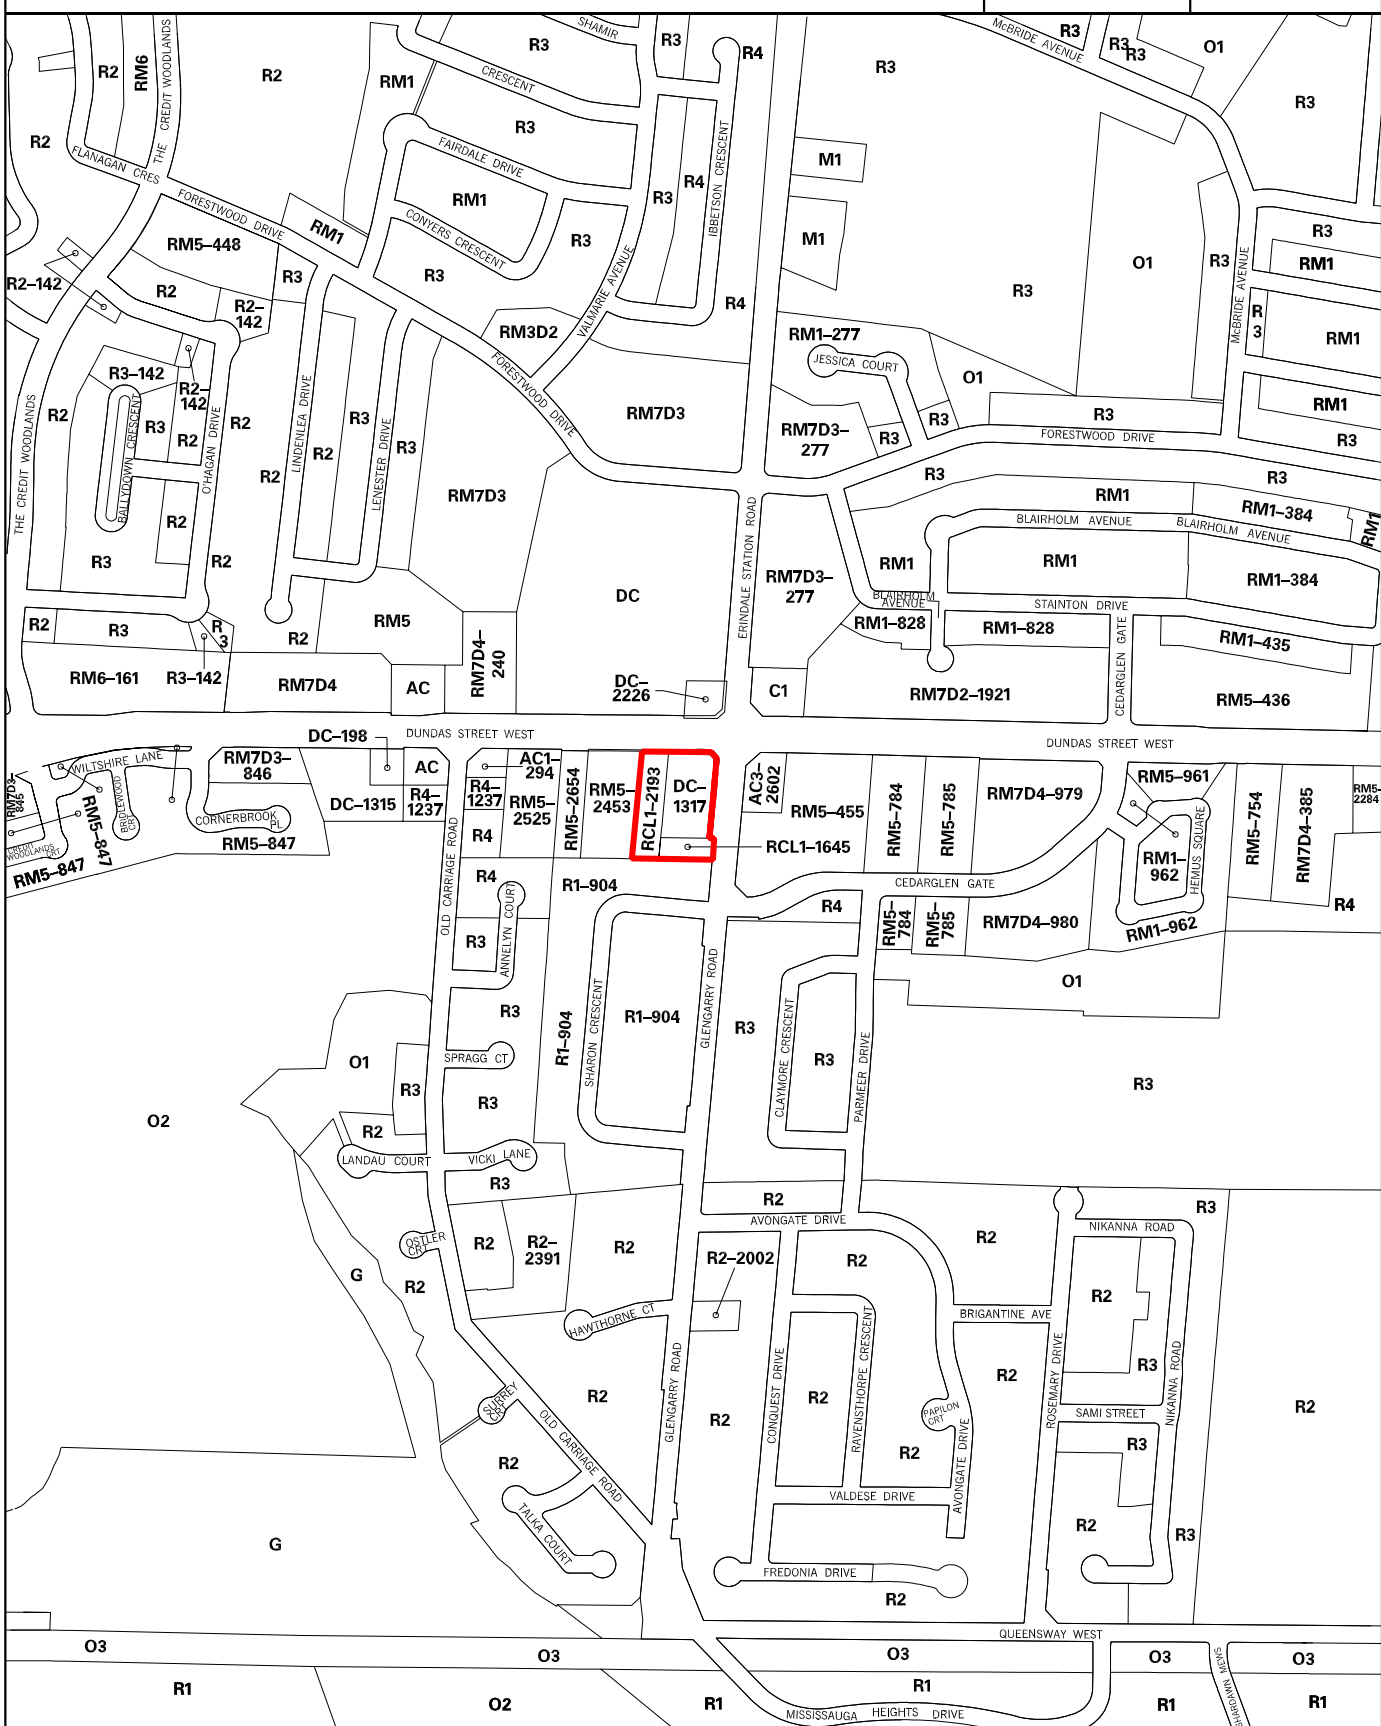 SHAMIR
McBRIDE AVENUE
R3
R3
R3
O1
R3
R3
R4
R3
R2
RM6
THE CREDIT WOODLANDS
R2
RM1
CRESCENT
R3
R2
R3
FAIRDALE DRIVE
FLANAGAN CRES
M1
R4
R3
IBBETSON CRESCENT
FORESTWOOD DRIVE
RM1
CONYERS CRESCENT
RM1
RM5–448
R3
M1
R3
RM1
O1
R3
McBRIDE AVENUE
R2–142
R3
R3
VALMARIE AVENUE
R2
R2–
142
R4
R3
R
3
RM3D2
RM1–277
RM1
JESSICA COURT
FORESTWOOD DRIVE
R3–142
R2–
142
O1
RM1
R2
BALLYDOWN CRESCENT
R3
R2
O'HAGAN DRIVE
R2
LINDENLEA DRIVE
R3
LENESTER DRIVE
R3
RM7D3
RM7D3–
277
R3
R3
R3
FORESTWOOD DRIVE
R3
THE CREDIT WOODLANDS
R2
R2
RM7D3
R3
R3
RM1
RM1–384
RM1
R2
ERINDALE STATION ROAD
BLAIRHOLM AVENUE
BLAIRHOLM AVENUE
R3
R2
RM7D3–
277
RM1
RM1
RM1–384
DC
BLAIRHOLM
AVENUE
STAINTON DRIVE
R2
R3
R
3
R2
RM5
RM1–828
RM1–828
CEDARGLEN GATE
RM1–435
RM7D4–
240
RM6–161
R3–142
RM7D4
AC
DC–
2226
C1
RM7D2–1921
RM5–436
DC–198
DUNDAS STREET WEST
DUNDAS STREET WEST
WILTSHIRE LANE
RM7D3–
846
AC
AC1–
294
RM5–2654
RM5–
2453
RCL1–2193
DC–
1317
AC3–
2602
RM5–455
RM5–784
RM5–785
RM7D4–979
RM5–961
RM5–
2284
RM7D3–
845
RM5–847
BRIDLEWOOD
CRT
DC–1315
R4–
1237
R4–
1237
RM5–
2525
RM5–754
RM7D4–385
CORNERBROOK
PL
OLD CARRIAGE ROAD
R4
RCL1–1645
RM1–
962
HEMUS SQUARE
RM5–847
CREDIT
WOODLANDS CRT
RM5–847
R4
R1–904
CEDARGLEN GATE
R4
R4
RM5–
784
RM5–
785
RM7D4–980
RM1–962
R3
ANNELYN COURT
O1
R3
R1–904
SHARON CRESCENT
R1–904
GLENGARRY ROAD
R3
CLAYMORE CRESCENT
R3
PARMEER DRIVE
O1
SPRAGG CT
R3
R3
R3
O2
R2
LANDAU COURT
VICKI LANE
R3
R2
R3
AVONGATE DRIVE
NIKANNA ROAD
OSTLER
CRT
R2
R2–
2391
R2
R2–2002
R2
R2
G
R2
R2
HAWTHORNE CT
BRIGANTINE AVE
RAVENSTHORPE CRESCENT
CONQUEST DRIVE
GLENGARRY ROAD
ROSEMARY DRIVE
NIKANNA ROAD
R3
R2
R2
R2
SURREY
CRT
R2
R2
PAPILON
CRT
AVONGATE DRIVE
SAMI STREET
R3
OLD CARRIAGE ROAD
R2
R2
VALDESE DRIVE
TALKA COURT
R2
R3
G
FREDONIA DRIVE
R2
QUEENSWAY WEST
O3
O3
O3
O3
O3
R1
O2
R1
R1
R1
R1
MISSISSAUGA HEIGHTS DRIVE
SHARDAWN MEWS